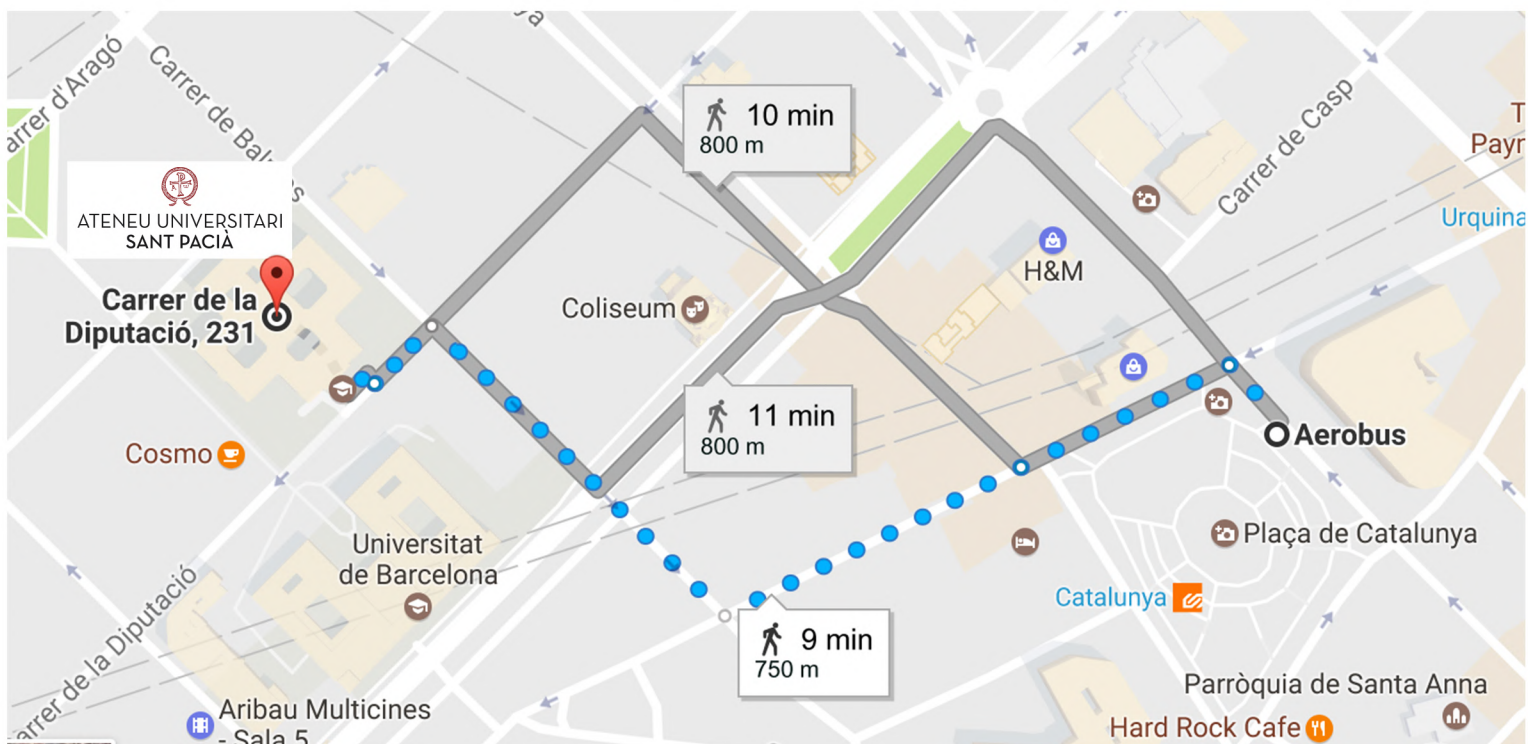 ya
Carrer d'Aragó
Carrer de Balmes
10 min
800 m
Carrer de Casp
T
Payr
ATENEU UNIVERSITARI
SANT PACIÀ
Urquina
H&M
Carrer de la
Diputació, 231
Coliseum
11 min
800 m
Aerobus
Cosmo
Universitat
de Barcelona
Plaça de Catalunya
Catalunya
9 min
750 m
Carrer de la Diputació
Parròquia de Santa Anna
Aribau Multicines
- Sala 5
Hard Rock Cafe